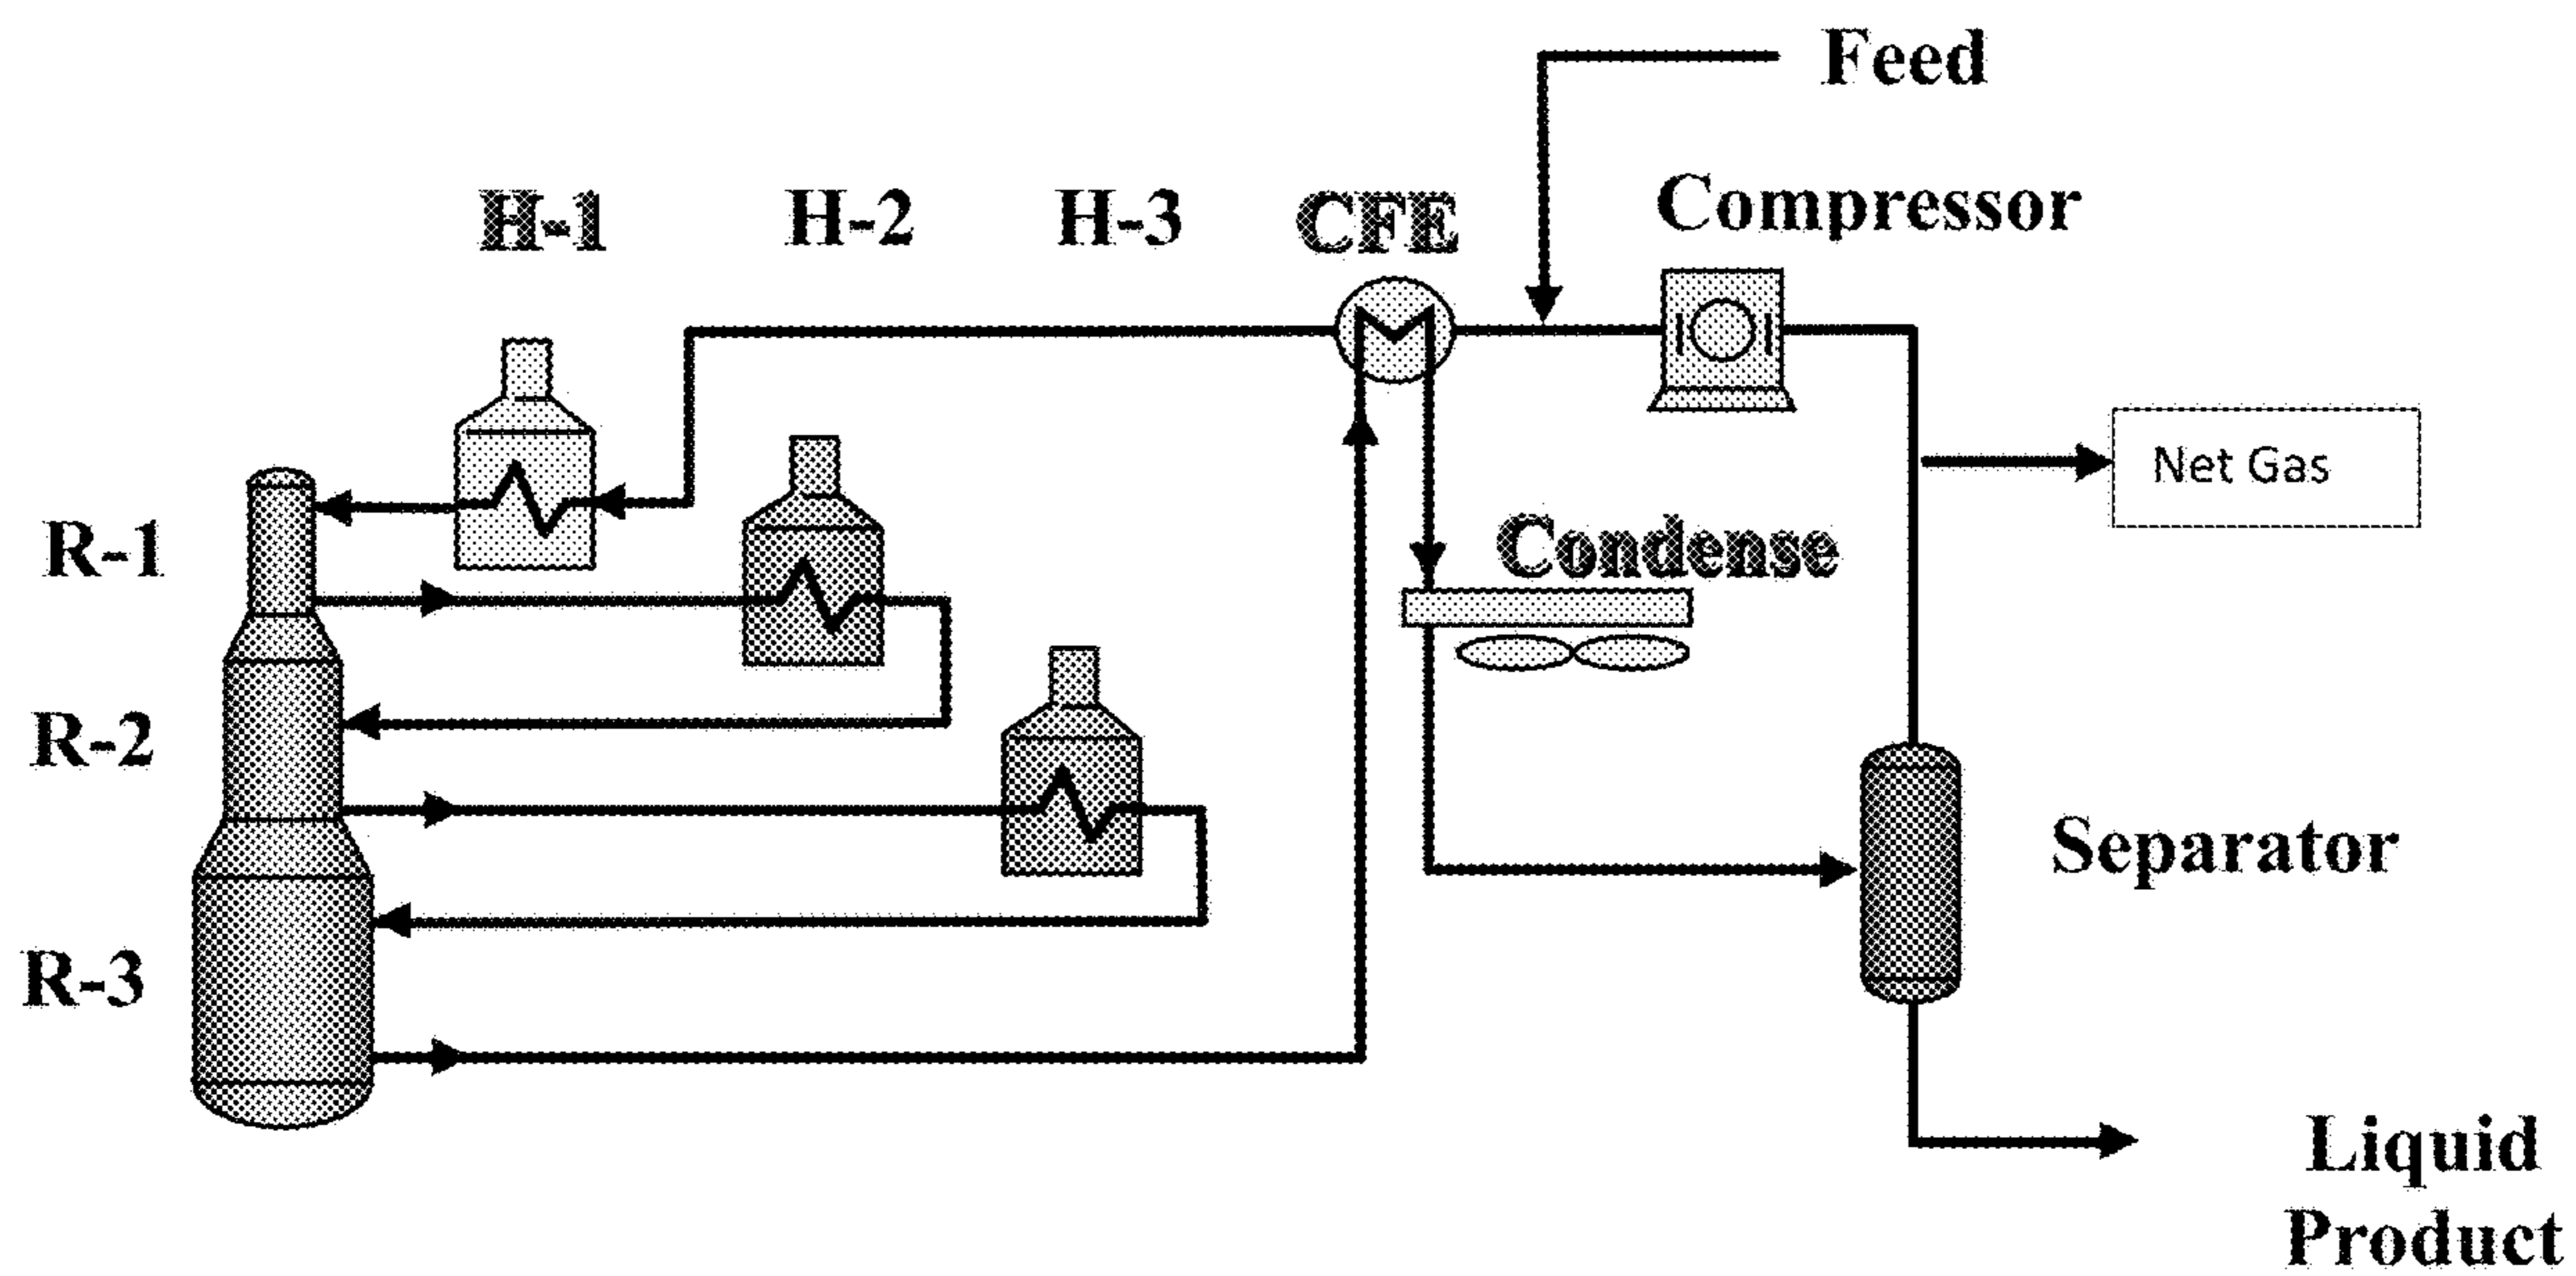 Feed
H-1
H-2
H-3
CFE
Compressor
Net Gas
R-1
Condense
R-2
Separator
R-3
Liquid
Product